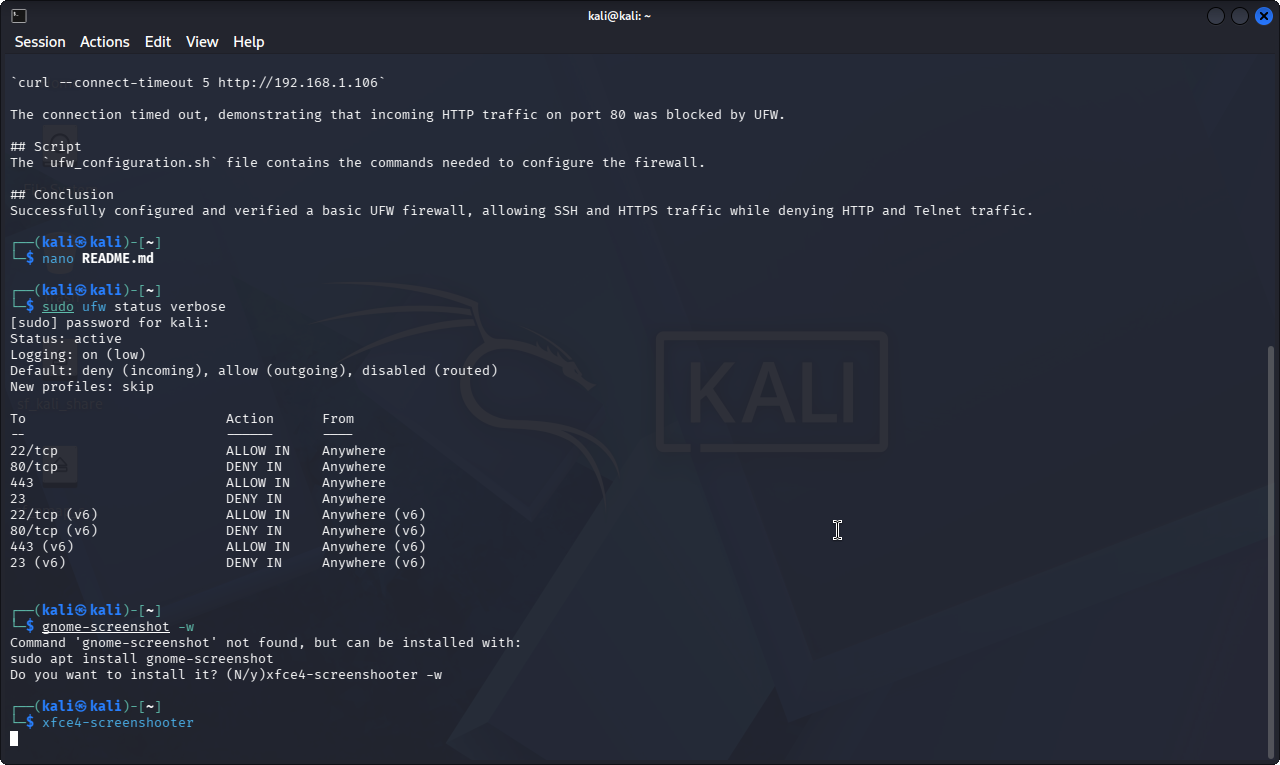 kali@kali: ~
Session Actions Edit View Help
`curl --connect-timeout 5 http://192.168.1.106`
The connection timed out, demonstrating that incoming HTTP traffic on port 80 was blocked by UFW.
## Script
The `ufw_configuration.sh` file contains the commands needed to configure the firewall.
## Conclusion
Successfully configured and verified a basic UFW firewall, allowing SSH and HTTPS traffic while denying HTTP and Telnet traffic.
┌──(kali㉿kali)-[~]
└─$ nano README.md
┌──(kali㉿kali)-[~]
└─$ sudo ufw status verbose
[sudo] password for kali:
Status: active
Logging: on (low)
Default: deny (incoming), allow (outgoing), disabled (routed)
New profiles: skip
sf_kali_share
KALI
To                         Action      From
--                         ------      ----
22/tcp                     ALLOW IN    Anywhere
80/tcp                     DENY IN     Anywhere
443                        ALLOW IN    Anywhere
23                         DENY IN     Anywhere
22/tcp (v6)                ALLOW IN    Anywhere (v6)
80/tcp (v6)                DENY IN     Anywhere (v6)
443 (v6)                   ALLOW IN    Anywhere (v6)
23 (v6)                    DENY IN     Anywhere (v6)
┌──(kali㉿kali)-[~]
└─$ gnome-screenshot -w
Command 'gnome-screenshot' not found, but can be installed with:
sudo apt install gnome-screenshot
Do you want to install it? (N/y)xfce4-screenshooter -w
┌──(kali㉿kali)-[~]
└─$ xfce4-screenshooter